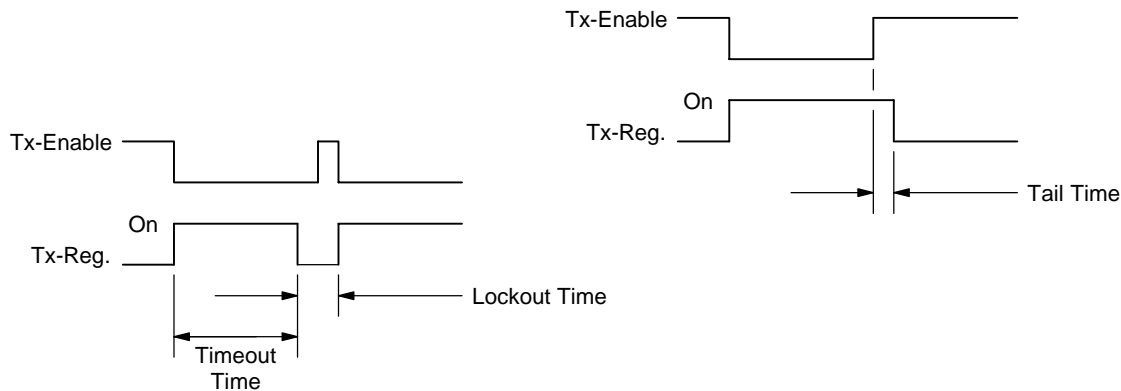 Tx-Enable
On
Tx-Reg.
Lockout Time
Timeout
Time
Tx-Enable
On
Tx-Reg.
Tail Time